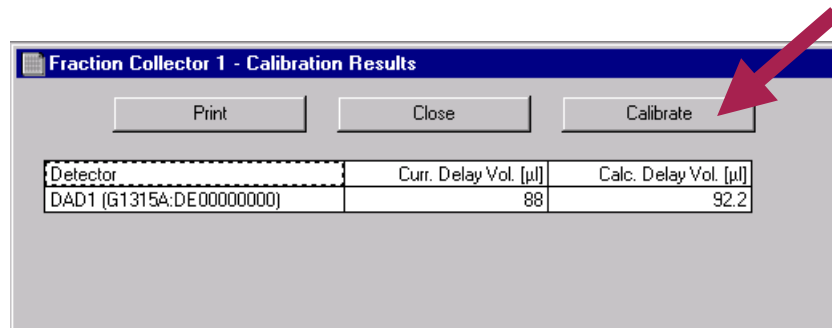 Fraction Collector 1 - Calibration Results
Print Close Calibrate
Detector Curr. Delay Vol. [µl] Calc. Delay Vol. [µl]
DAD1 (G1315A:DE00000000) 88 92.2